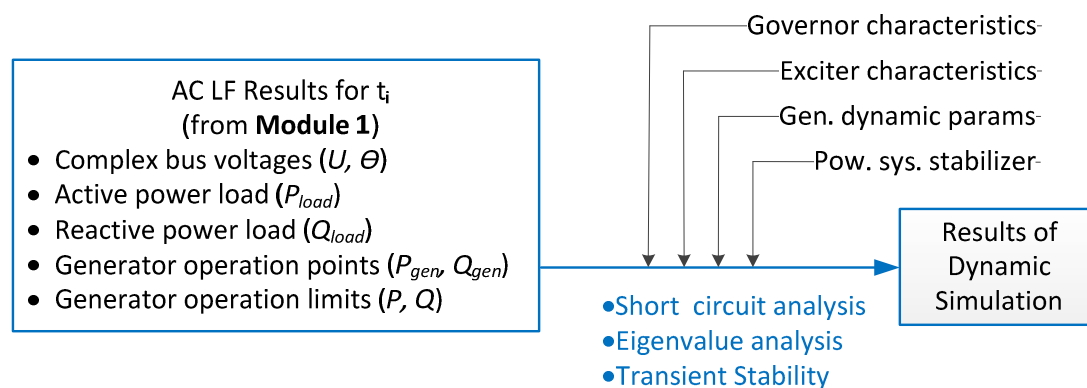 AC LF Results for tᵢ
(from Module 1)
• Complex bus voltages (U, Θ)
• Active power load (Pload)
• Reactive power load (Qload)
• Generator operation points (Pgen, Qgen)
• Generator operation limits (P, Q)
Governor characteristics
Exciter characteristics
Gen. dynamic params
Pow. sys. stabilizer
•Short circuit analysis
•Eigenvalue analysis
•Transient Stability
Results of
Dynamic
Simulation